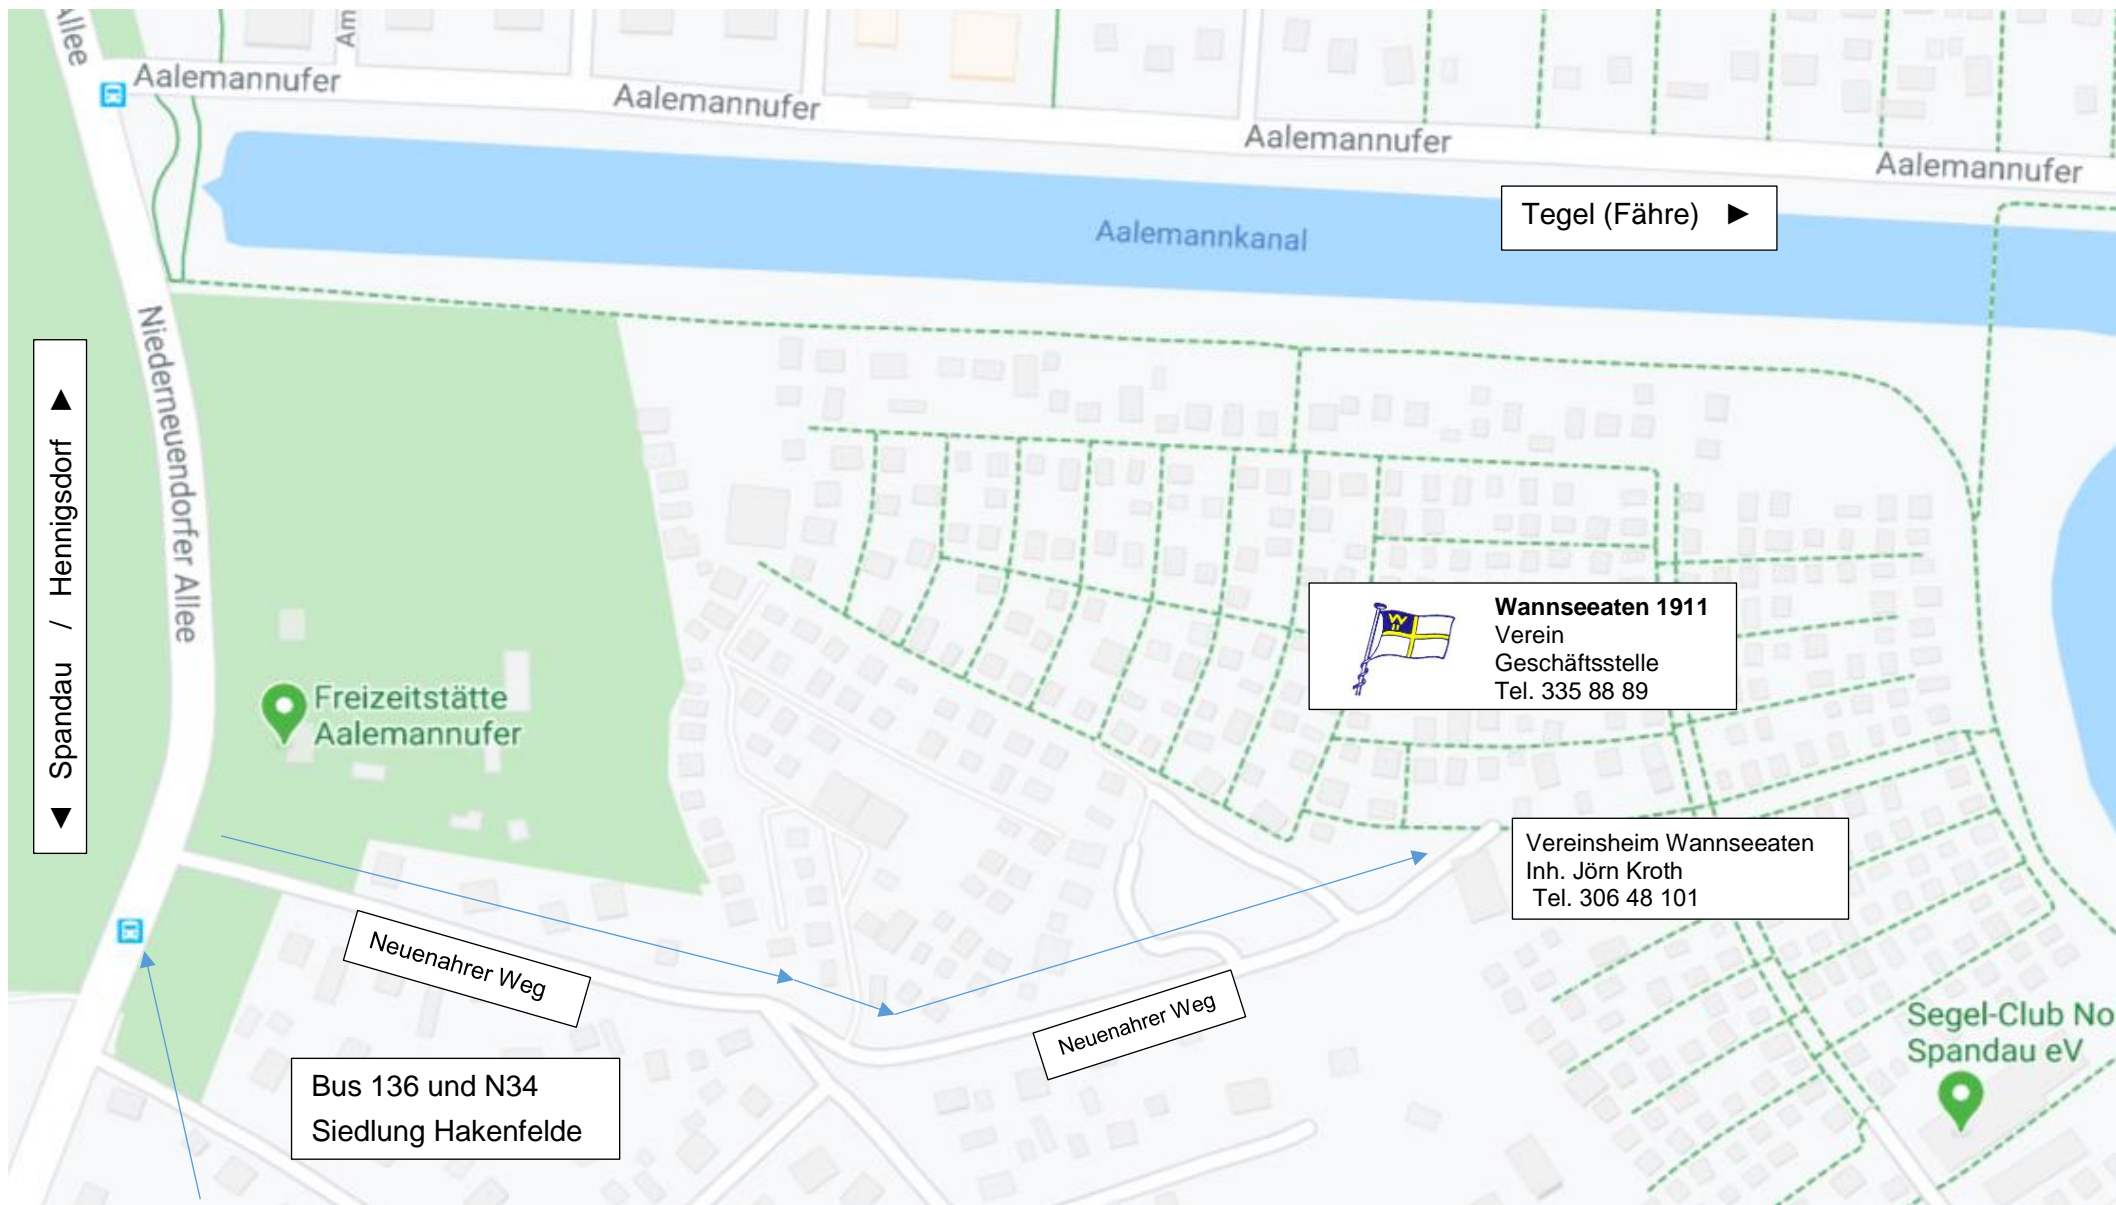 Allee
Am
Aalemannufer
Aalemannufer
Aalemannufer
Aalemannufer
Tegel (Fähre) ►
Aalemannkanal
Niederneuendorfer Allee
◄ Spandau / Hennigsdorf ►
W
Wannseeaten 1911
Verein
Geschäftsstelle
Tel. 335 88 89
Freizeitstätte
Aalemannufer
Vereinsheim Wannseeaten
Inh. Jörn Kroth
Tel. 306 48 101
Neuenahrer Weg
Neuenahrer Weg
Segel-Club No
Spandau eV
Bus 136 und N34
Siedlung Hakenfelde